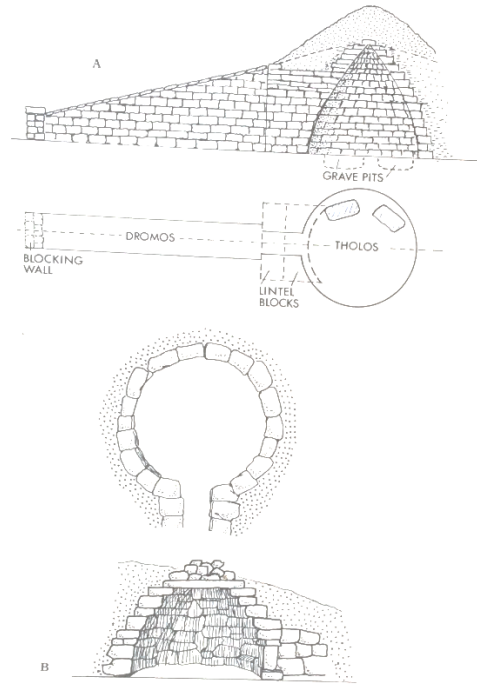 A
GRAVE PITS
DROMOS
THOLOS
BLOCKING
WALL
LINTEL
BLOCKS
B